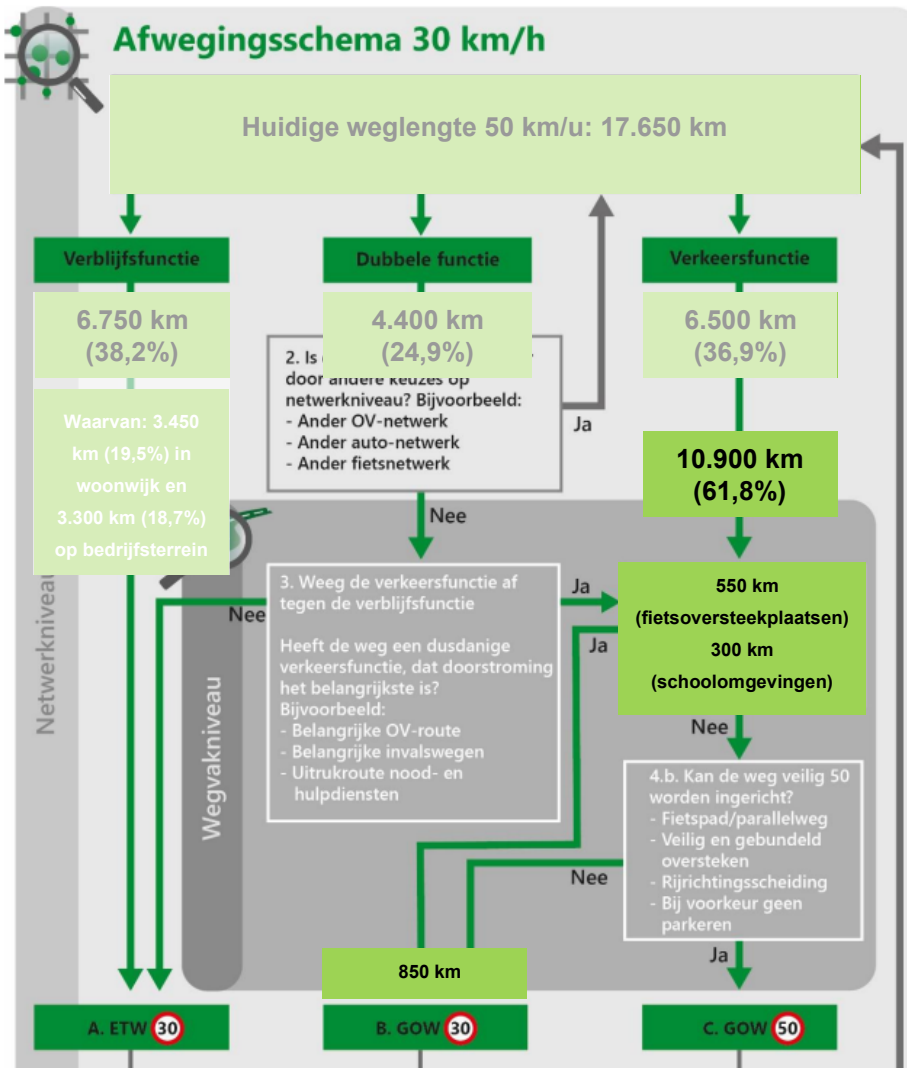 Afwegingsschema 30 km/h
Huidige weglengte 50 km/u: 17.650 km
Verblijfsfunctie
Dubbele functie
Verkeersfunctie
6.750 km
(38,2%)
4.400 km
(24,9%)
6.500 km
(36,9%)
2. Is
door andere keuzes op
netwerkniveau? Bijvoorbeeld:
- Ander OV-netwerk
- Ander auto-netwerk
- Ander fietsnetwerk
Ja
Waarvan: 3.450
km (19,5%) in
woonwijk en
3.300 km (18,7%)
op bedrijfsterrein
10.900 km
(61,8%)
Nee
Netwerkniveau
Wegvakniveau
3. Weeg de verkeersfunctie af
tegen de verblijfsfunctie
Heeft de weg een dusdanige
verkeersfunctie, dat doorstroming
het belangrijkste is?
Bijvoorbeeld:
- Belangrijke OV-route
- Belangrijke invalswegen
- Uitrukroute nood- en
hulpdiensten
Nee
Ja
Ja
550 km
(fietsoversteekplaatsen)
300 km
(schoolomgevingen)
Nee
4.b. Kan de weg veilig 50
worden ingericht?
- Fietspad/parallelweg
- Veilig en gebundeld
oversteken
- Rijrichtingsscheiding
- Bij voorkeur geen
parkeren
Nee
Ja
850 km
A. ETW 30
B. GOW 30
C. GOW 50